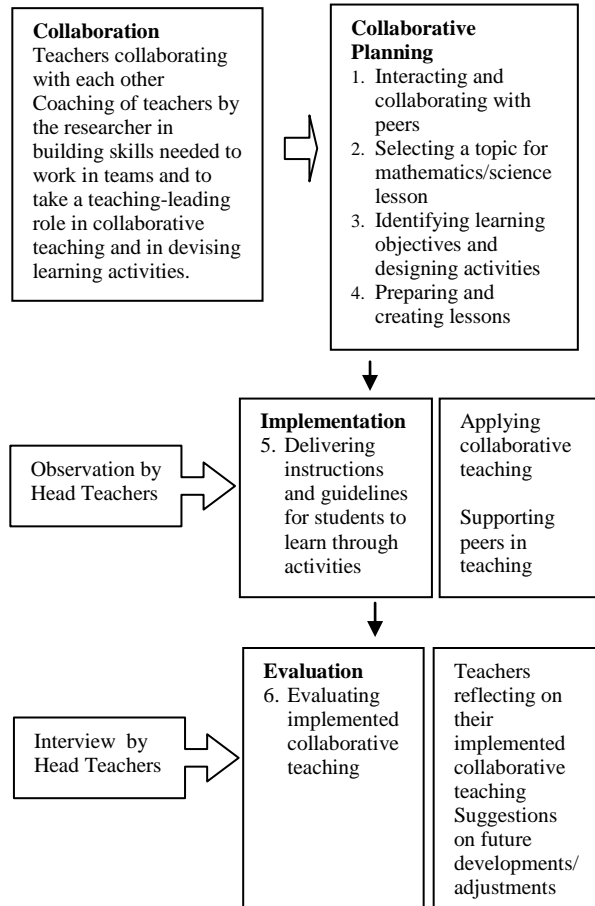 Collaboration
Teachers collaborating
with each other
Coaching of teachers by
the researcher in
building skills needed to
work in teams and to
take a teaching-leading
role in collaborative
teaching and in devising
learning activities.
Collaborative
Planning
1. Interacting and
collaborating with
peers
2. Selecting a topic for
mathematics/science
lesson
3. Identifying learning
objectives and
designing activities
4. Preparing and
creating lessons
Observation by
Head Teachers
Implementation
5. Delivering
instructions
and guidelines
for students to
learn through
activities
Applying
collaborative
teaching
Supporting
peers in
teaching
Interview by
Head Teachers
Evaluation
6. Evaluating
implemented
collaborative
teaching
Teachers
reflecting on
their
implemented
collaborative
teaching
Suggestions
on future
developments/
adjustments